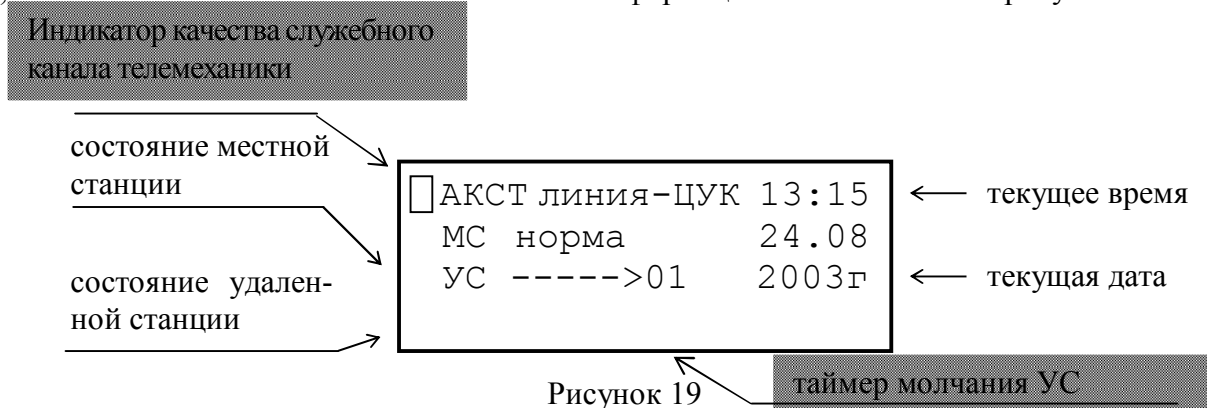 Индикатор качества служебного
канала телемеханики
состояние местной
станции
АКСТ линия-ЦУК 13:15
текущее время
МС норма 24.08
УС ----->01 2003г
текущая дата
состояние удален-
ной станции
Рисунок 19
таймер молчания УС